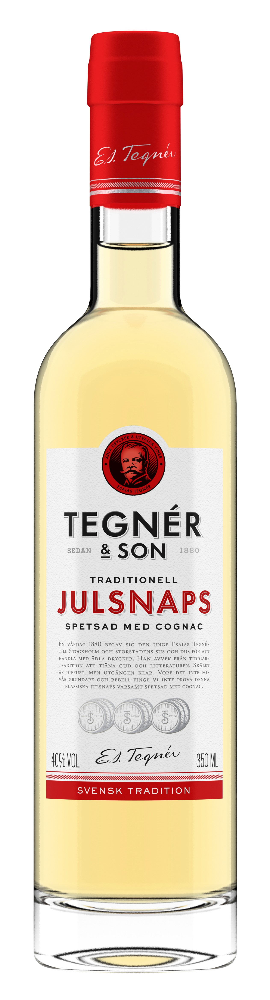 Es. Tegnér
ÄDLA DRYCKER & UTVALDA VINER
ESAIAS TEGNÉR
TEGNÉR
SEDAN & SON 1880
TRADITIONELL
JULSNAPS
SPETSAD MED COGNAC
EN VÅRDAG 1880 BEGAV SIG DEN UNGE ESAIAS TEGNÉR
TILL STOCKHOLM OCH STORSTADENS SUS OCH DUS FÖR ATT
HANDLA MED ÄDLA DRYCKER. HAN AVVEK FRÅN TIDIGARE
TRADITION ATT TJÄNA GUD OCH LITTERATUREN. SKÄLET
ÄR DIFFUST, MEN UTGÅNGEN KLAR. VORE DET INTE FÖR
VÅR GRUNDARE OCH REBELL FINGE VI INTE PROVA DENNA
KLASSISKA JULSNAPS VARSAMT SPETSAD MED COGNAC.
1880 TS STLM 1880 TS STLM 1880 TS STLM
40% VOL Es. Tegnér 350 ML
SVENSK TRADITION